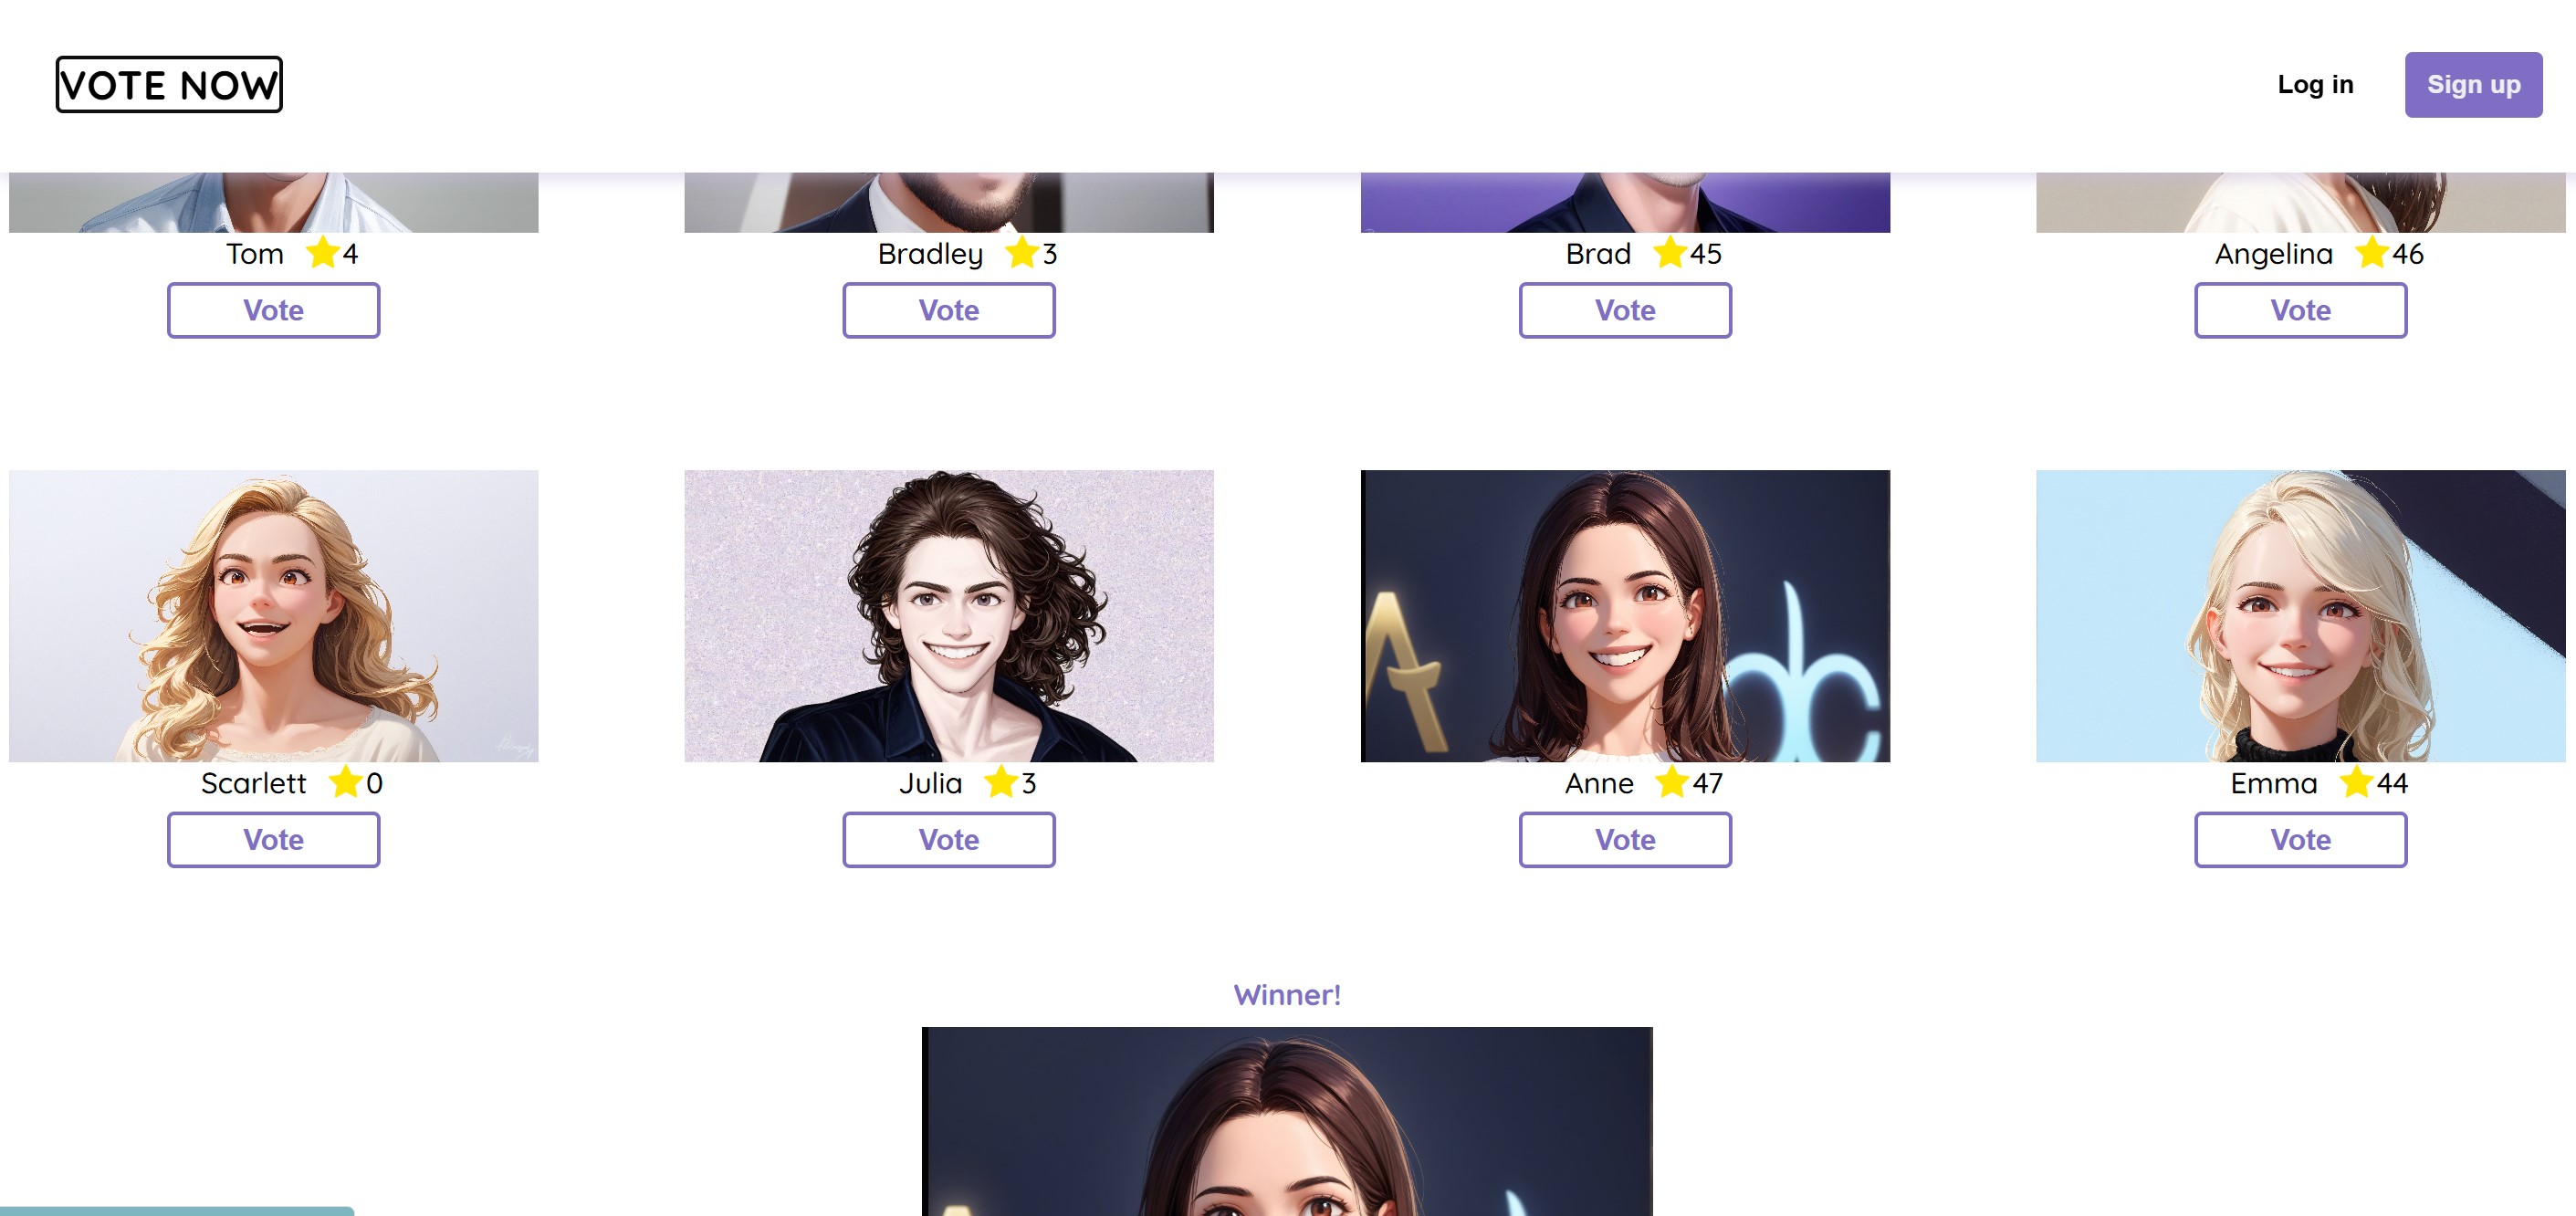 VOTE NOW
Log in
Sign up
Tom 4
Bradley 3
Brad 45
Angelina 46
Vote
Vote
Vote
Vote
Scarlett 0
Julia 3
Anne 47
Emma 44
Vote
Vote
Vote
Vote
Winner!